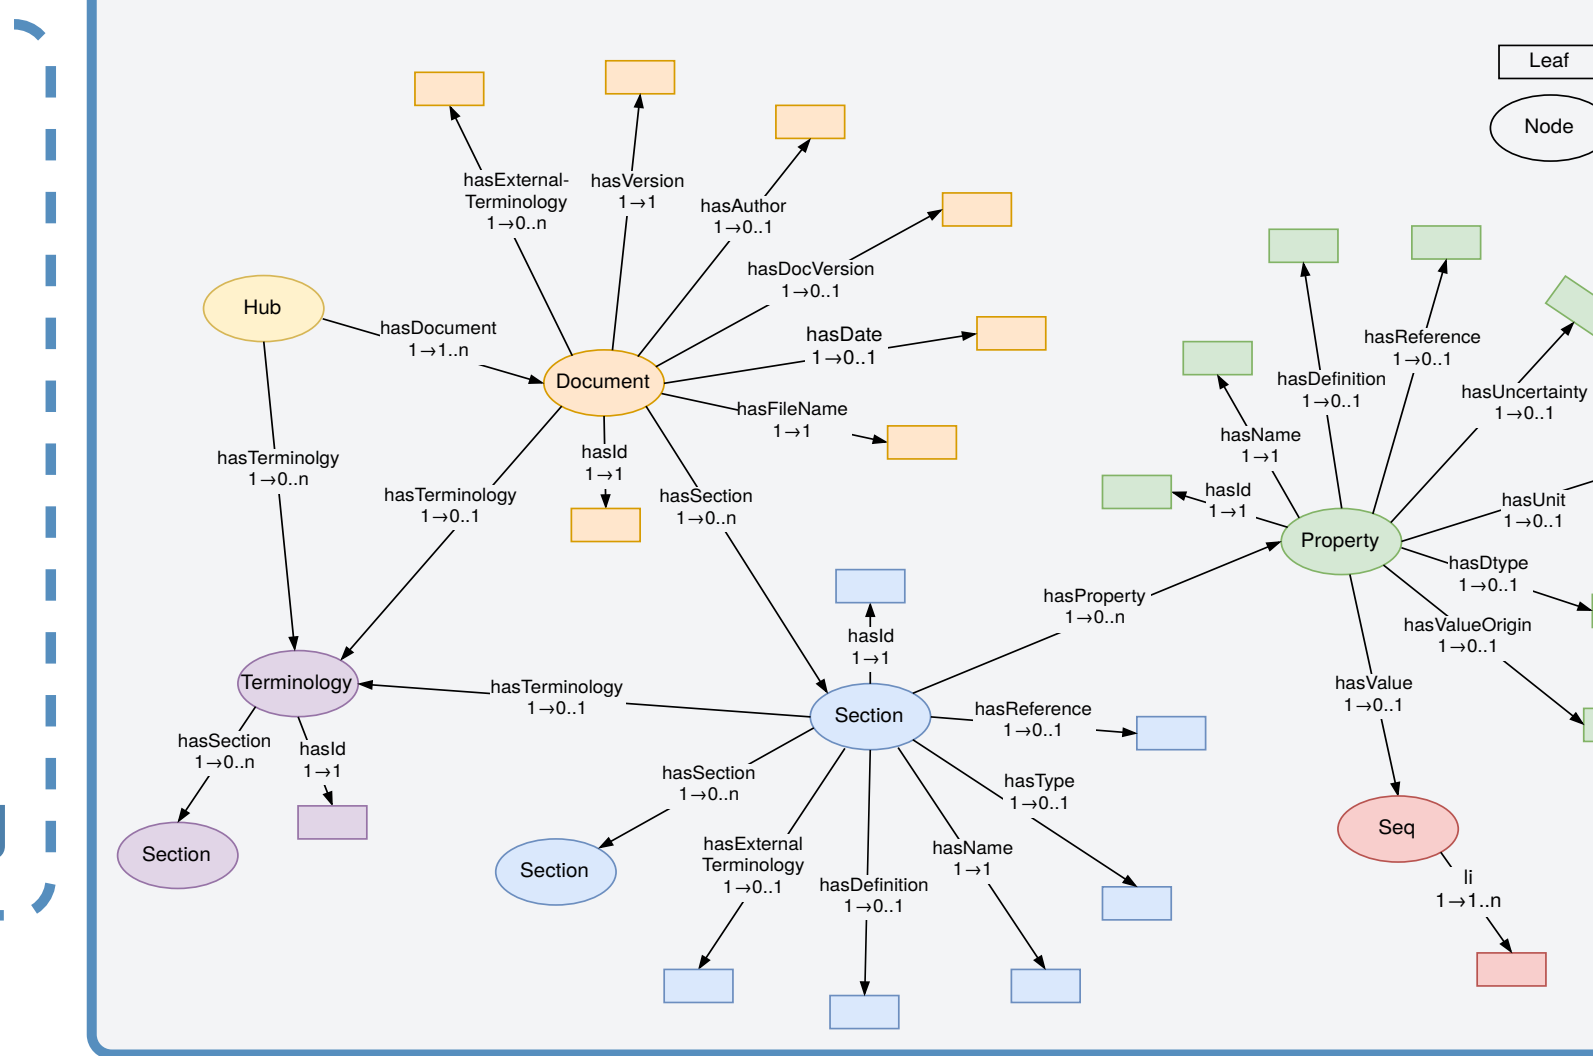 Leaf
Node
hasExternal-
Terminology
1→0..n
hasVersion
1→1
hasAuthor
1→0..1
hasDocVersion
1→0..1
hasDate
1→0..1
hasFileName
1→1
Hub
hasDocument
1→1..n
Document
hasId
1→1
hasSection
1→0..n
hasTerminolgy
1→0..n
hasTerminology
1→0..1
hasReference
1→0..1
hasDefinition
1→0..1
hasUncertainty
1→0..1
hasName
1→1
hasId
1→1
hasUnit
1→0..1
Property
hasDtype
1→0..1
hasValueOrigin
1→0..1
hasProperty
1→0..n
hasId
1→1
Terminology
hasTerminology
1→0..1
Section
hasReference
1→0..1
hasValue
1→0..1
hasSection
1→0..n
hasId
1→1
hasSection
1→0..n
hasType
1→0..1
Seq
Section
Section
hasExternal
Terminology
1→0..1
hasDefinition
1→0..1
hasName
1→1
li
1→1..n